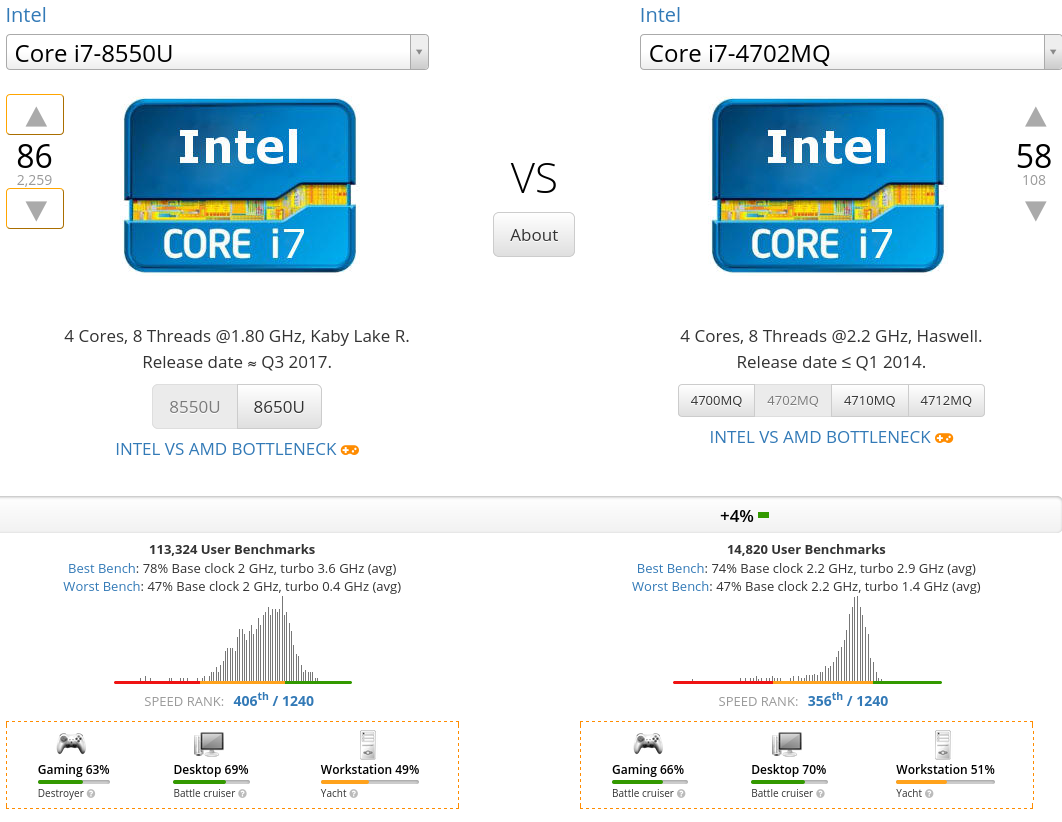 Intel
Core i7-8550U
86
2,259
Intel
CORE i7
VS
About
Intel
Core i7-4702MQ
Intel
CORE i7
58
108
4 Cores, 8 Threads @1.80 GHz, Kaby Lake R.
Release date ≈ Q3 2017.
8550U 8650U
INTEL VS AMD BOTTLENECK
4 Cores, 8 Threads @2.2 GHz, Haswell.
Release date ≤ Q1 2014.
4700MQ 4702MQ 4710MQ 4712MQ
INTEL VS AMD BOTTLENECK
+4%
113,324 User Benchmarks
Best Bench: 78% Base clock 2 GHz, turbo 3.6 GHz (avg)
Worst Bench: 47% Base clock 2 GHz, turbo 0.4 GHz (avg)
SPEED RANK: 406th / 1240
Gaming 63% Desktop 69% Workstation 49%
Destroyer ? Battle cruiser ? Yacht ?
14,820 User Benchmarks
Best Bench: 74% Base clock 2.2 GHz, turbo 2.9 GHz (avg)
Worst Bench: 47% Base clock 2.2 GHz, turbo 1.4 GHz (avg)
SPEED RANK: 356th / 1240
Gaming 66% Desktop 70% Workstation 51%
Battle cruiser ? Battle cruiser ? Yacht ?